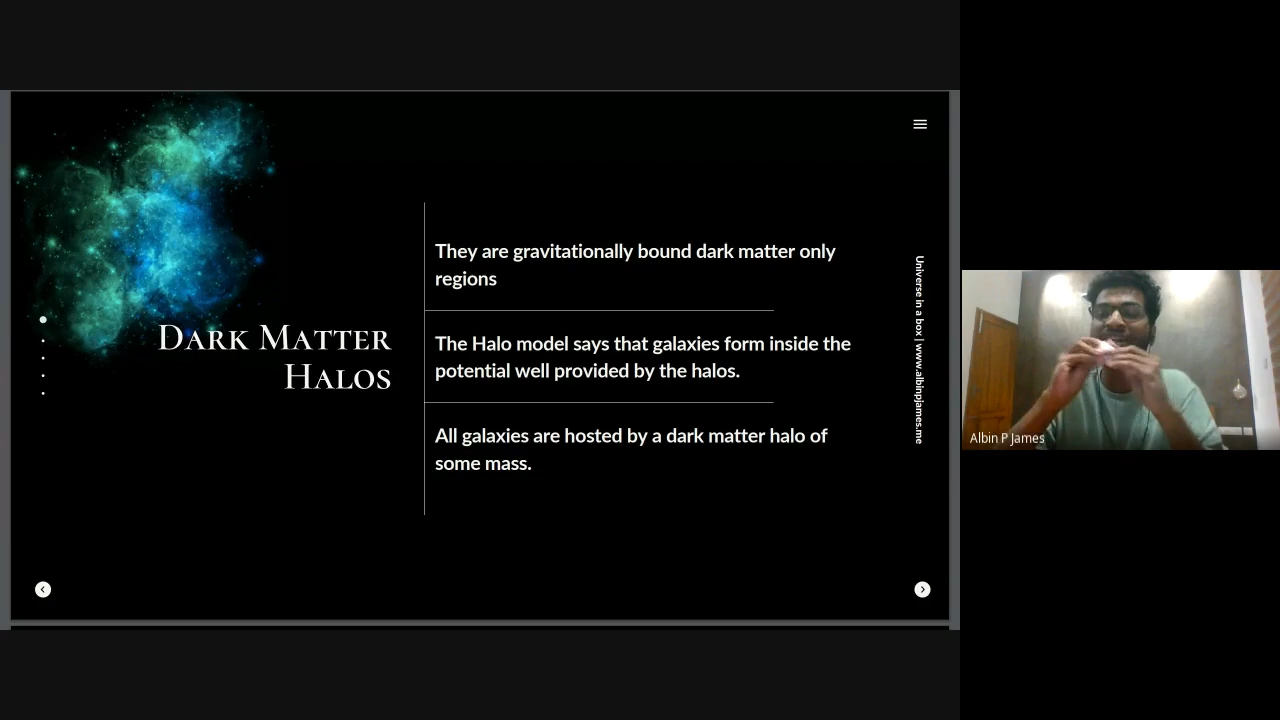 Dark Matter
Halos
They are gravitationally bound dark matter only
regions
The Halo model says that galaxies form inside the
potential well provided by the halos.
All galaxies are hosted by a dark matter halo of
some mass.
Universe in a box | www.albinpjames.me
Albin P James